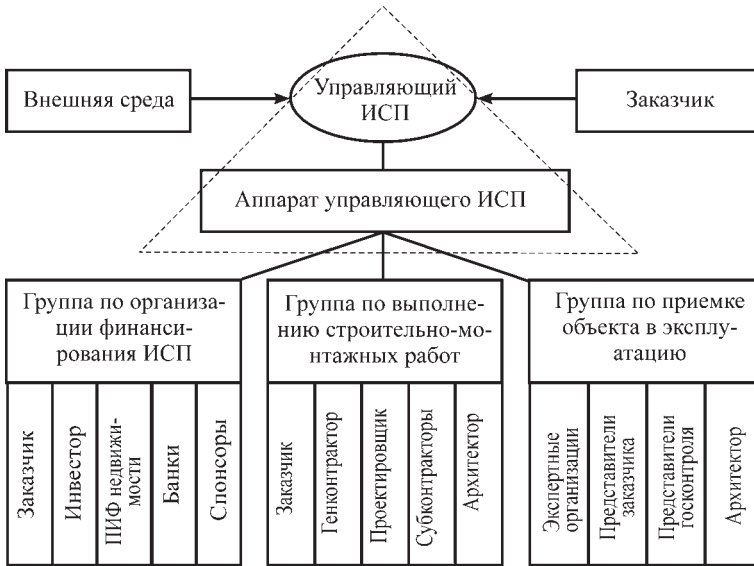 Внешняя среда
Управляющий
ИСП
Заказчик
Аппарат управляющего ИСП
Группа по организа-
ции финанси-
рования ИСП
Группа по выполне-
нию строительно-мо-
нтажных работ
Группа по приемке
объекта в эксплу-
атацию
Заказчик
Инвестор
ПИФ недвижи-
мости
Банки
Спонсоры
Заказчик
Генконтрактор
Проектировщик
Субконтракторы
Архитектор
Экспертные
организации
Представители
заказчика
Представители
госконтроля
Архитектор